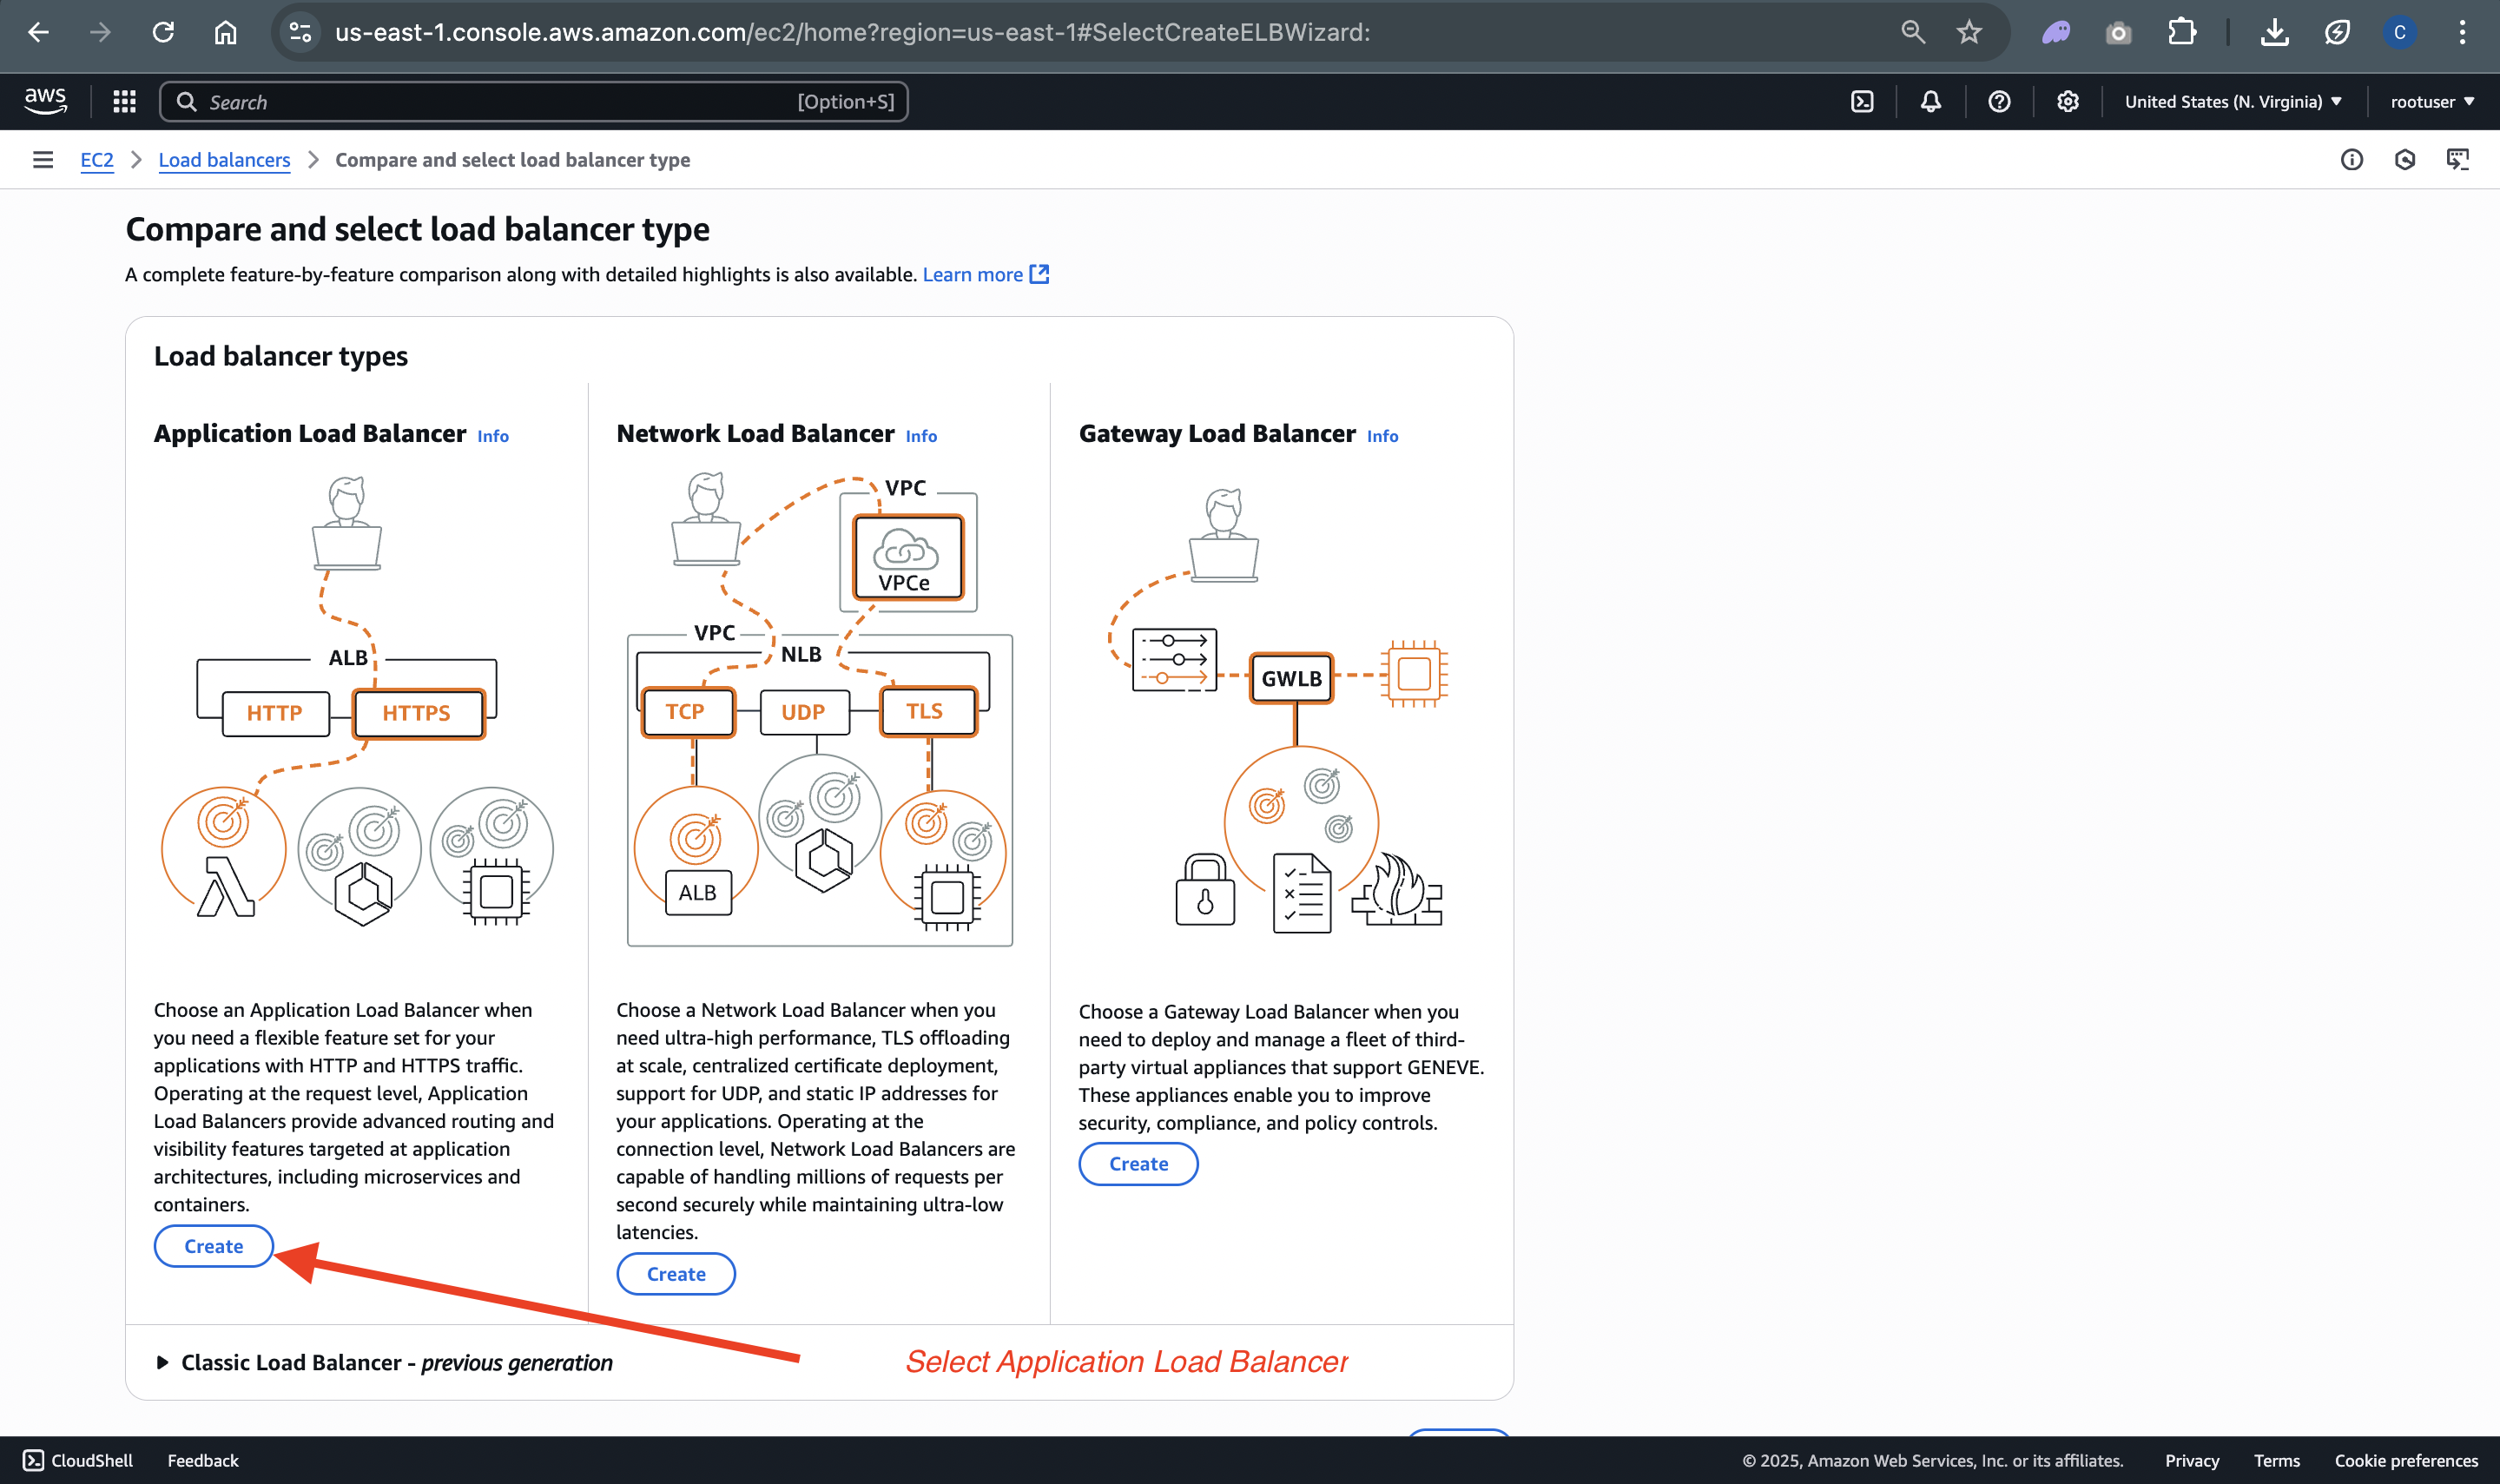 us-east-1.console.aws.amazon.com/ec2/home?region=us-east-1#SelectCreateELBWizard:
C
aws
Search
[Option+S]
United States (N. Virginia)
rootuser
EC2
Load balancers
Compare and select load balancer type
Compare and select load balancer type
A complete feature-by-feature comparison along with detailed highlights is also available. Learn more
Load balancer types
Application Load Balancer Info
ALB
HTTP
HTTPS
Choose an Application Load Balancer when
you need a flexible feature set for your
applications with HTTP and HTTPS traffic.
Operating at the request level, Application
Load Balancers provide advanced routing and
visibility features targeted at application
architectures, including microservices and
containers.
Create
Network Load Balancer Info
VPC
VPCe
VPC
NLB
TCP
UDP
TLS
ALB
Choose a Network Load Balancer when you
need ultra-high performance, TLS offloading
at scale, centralized certificate deployment,
support for UDP, and static IP addresses for
your applications. Operating at the
connection level, Network Load Balancers are
capable of handling millions of requests per
second securely while maintaining ultra-low
latencies.
Create
Gateway Load Balancer Info
GWLB
Choose a Gateway Load Balancer when you
need to deploy and manage a fleet of third-
party virtual appliances that support GENEVE.
These appliances enable you to improve
security, compliance, and policy controls.
Create
Classic Load Balancer - previous generation
Select Application Load Balancer
CloudShell
Feedback
© 2025, Amazon Web Services, Inc. or its affiliates.
Privacy
Terms
Cookie preferences